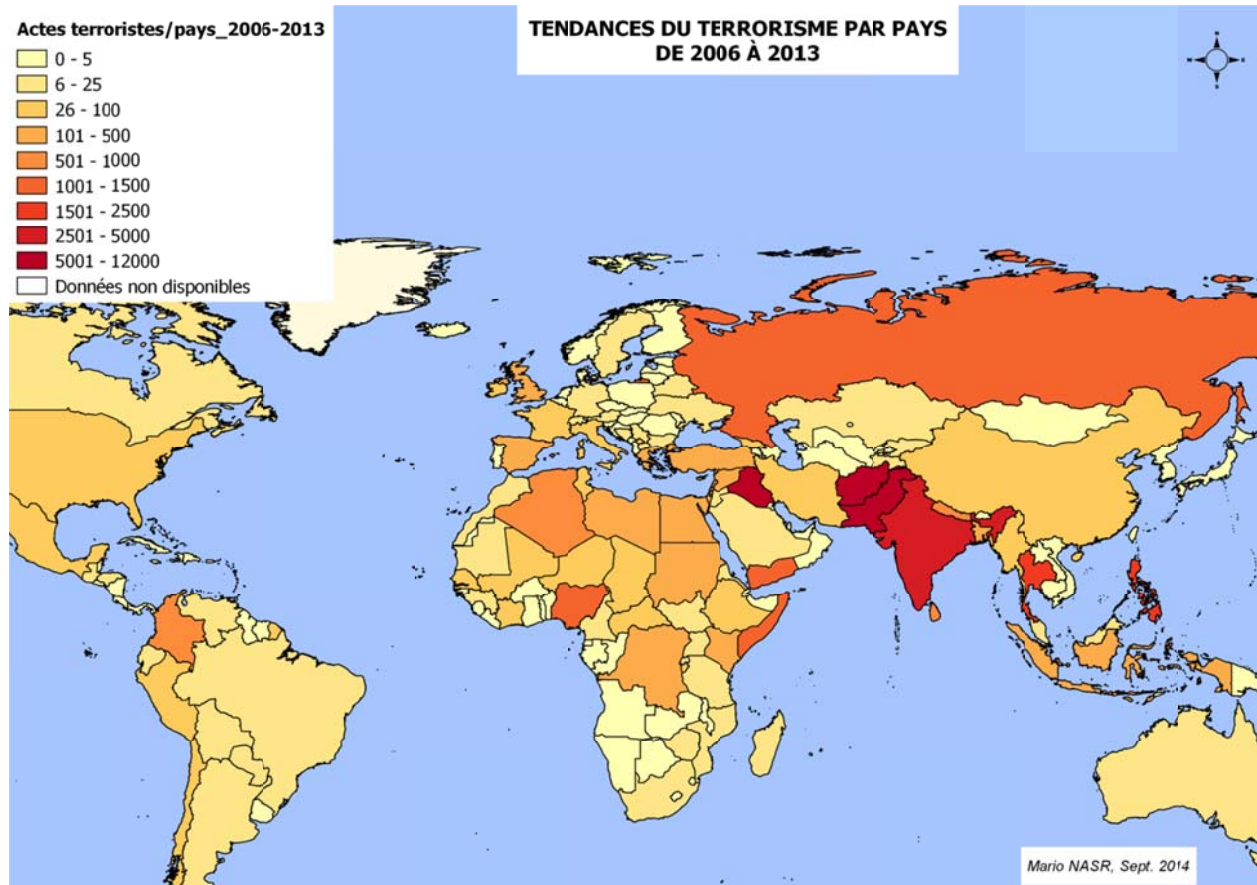 Actes terroristes/pays_2006-2013
0 - 5
6 - 25
26 - 100
101 - 500
501 - 1000
1001 - 1500
1501 - 2500
2501 - 5000
5001 - 12000
Données non disponibles
TENDANCES DU TERRORISME PAR PAYS
DE 2006 À 2013
Mario NASR, Sept. 2014